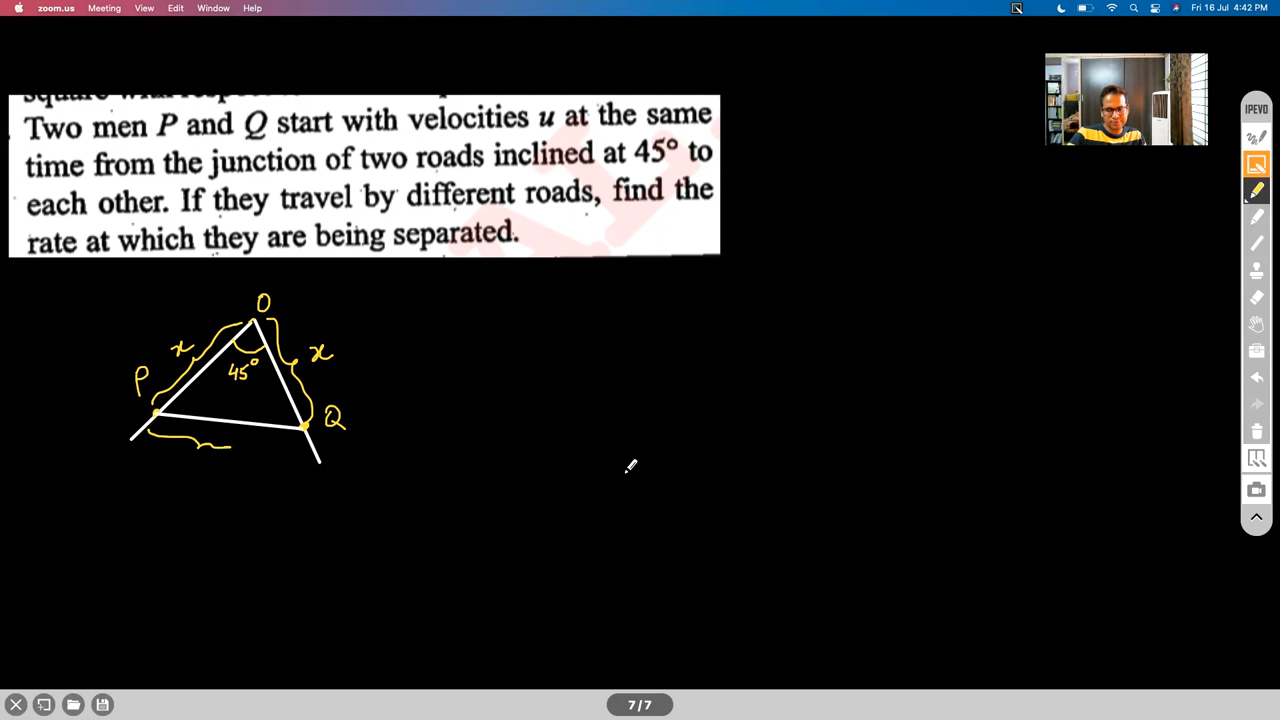 zoom.us Meeting View Edit Window Help Fri 16 Jul 4:42 PM
IPEVO
Two men P and Q start with velocities u at the same
time from the junction of two roads inclined at 45° to
each other. If they travel by different roads, find the
rate at which they are being separated.
O
x
x
45°
P
Q
7/7